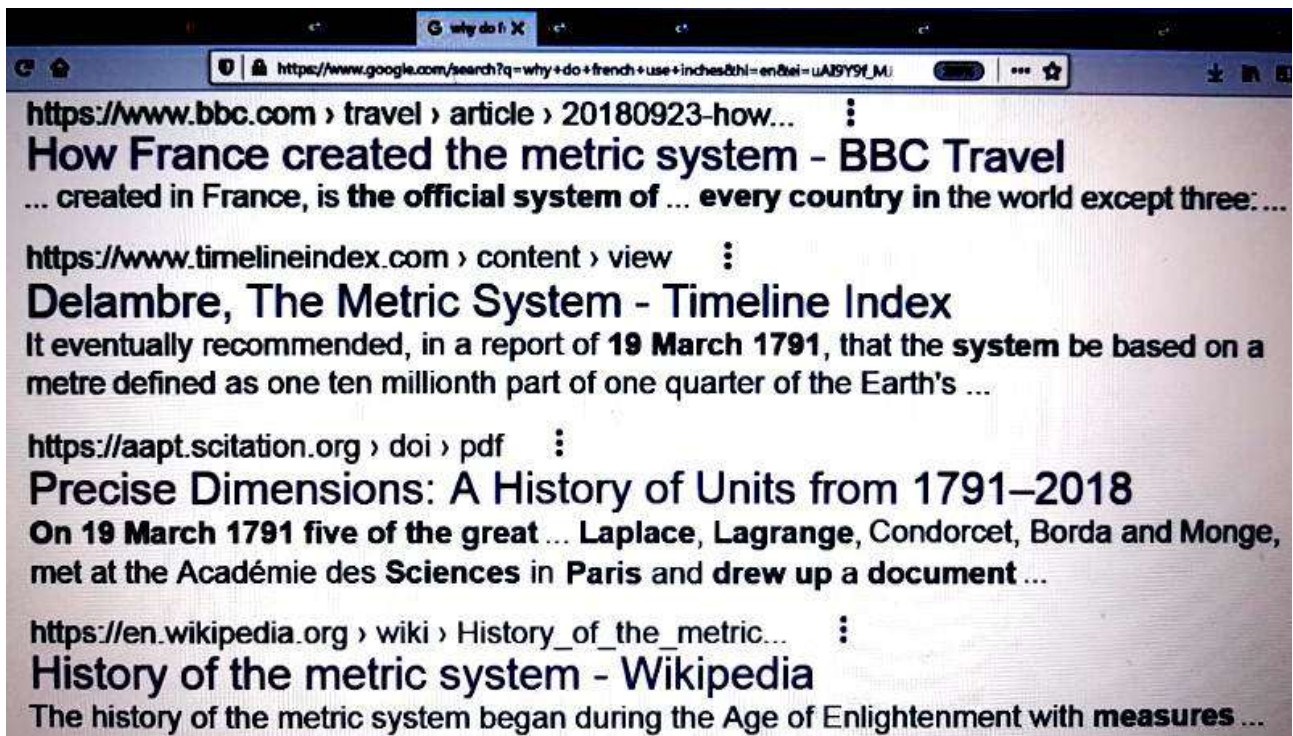 G why do fr X
https://www.google.com/search?q=why+do+french+use+inches&hl=en&ei=uAI9Y9f_M
https://www.bbc.com › travel › article › 20180923-how...
How France created the metric system - BBC Travel
... created in France, is the official system of ... every country in the world except three: ...
https://www.timelineindex.com › content › view
Delambre, The Metric System - Timeline Index
It eventually recommended, in a report of 19 March 1791, that the system be based on a
metre defined as one ten millionth part of one quarter of the Earth's ...
https://aapt.scitation.org › doi › pdf
Precise Dimensions: A History of Units from 1791–2018
On 19 March 1791 five of the great ... Laplace, Lagrange, Condorcet, Borda and Monge,
met at the Académie des Sciences in Paris and drew up a document ...
https://en.wikipedia.org › wiki › History_of_the_metric...
History of the metric system - Wikipedia
The history of the metric system began during the Age of Enlightenment with measures ...